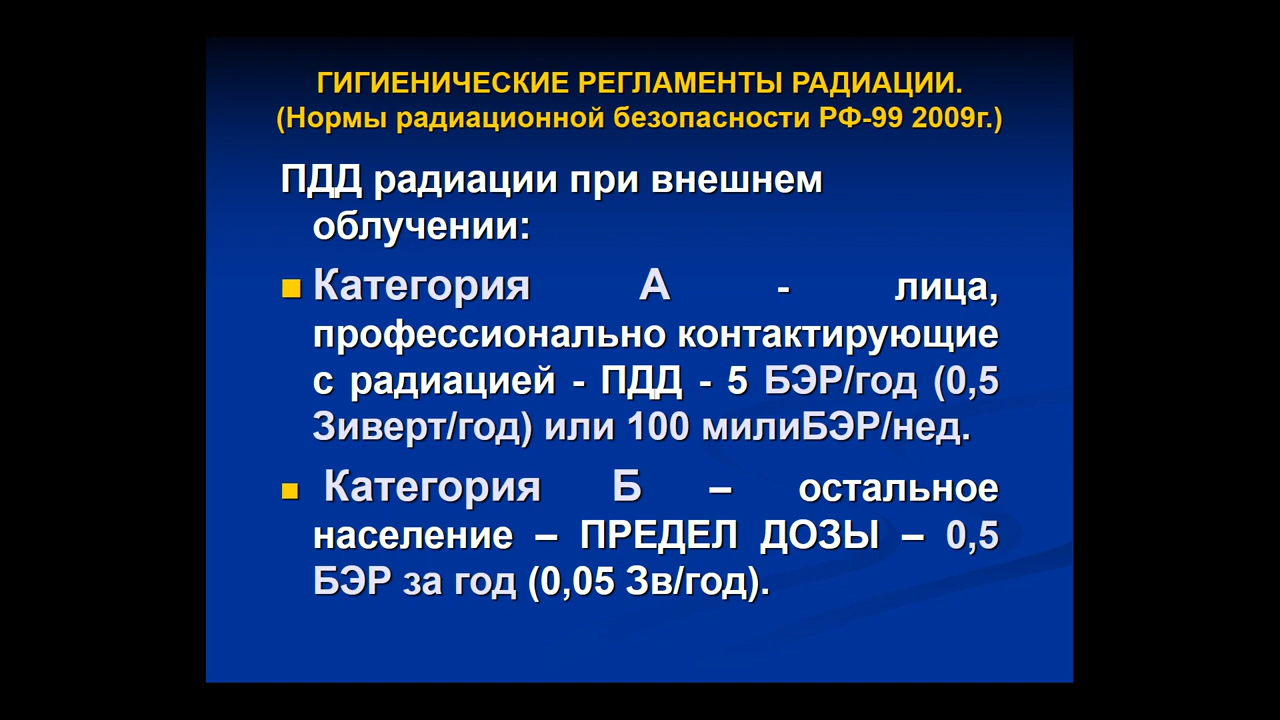 ГИГИЕНИЧЕСКИЕ РЕГЛАМЕНТЫ РАДИАЦИИ.
(Нормы радиационной безопасности РФ-99 2009г.)
ПДД радиации при внешнем
облучении:
Категория А - лица,
профессионально контактирующие
с радиацией - ПДД - 5 БЭР/год (0,5
Зиверт/год) или 100 милиБЭР/нед.
Категория Б – остальное
население – ПРЕДЕЛ ДОЗЫ – 0,5
БЭР за год (0,05 Зв/год).